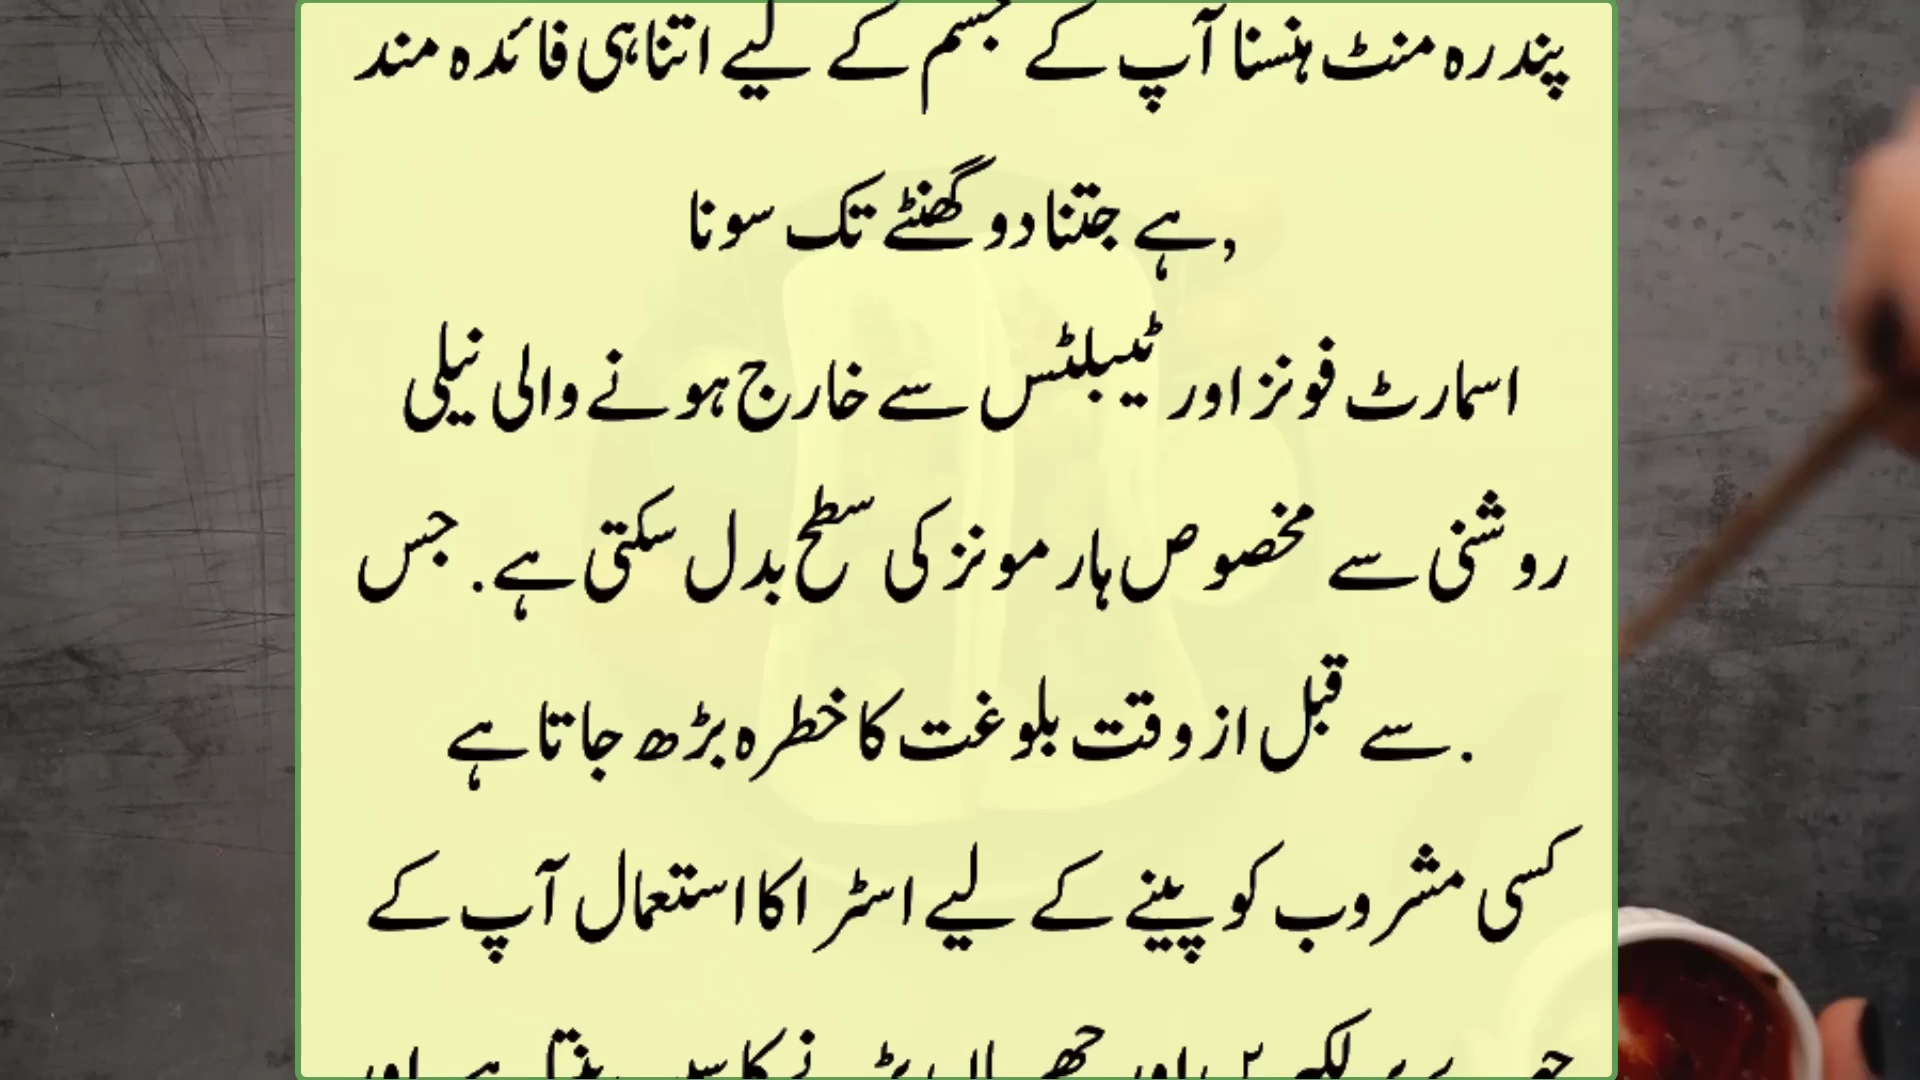 پندرہ منٹ ہنسنا آپ کے جسم کے لیے اتنا ہی فائدہ مند
ہے جتنا دو گھنٹے تک سونا,
اسمارٹ فونز اور ٹیبلٹس سے خارج ہونے والی نیلی
روشنی سے مخصوص ہارمونز کی سطح بدل سکتی ہے. جس
سے قبل از وقت بلوغت کا خطرہ بڑھ جاتا ہے.
کسی مشروب کو پینے کے لیے اسٹرا کا استعمال آپ کے